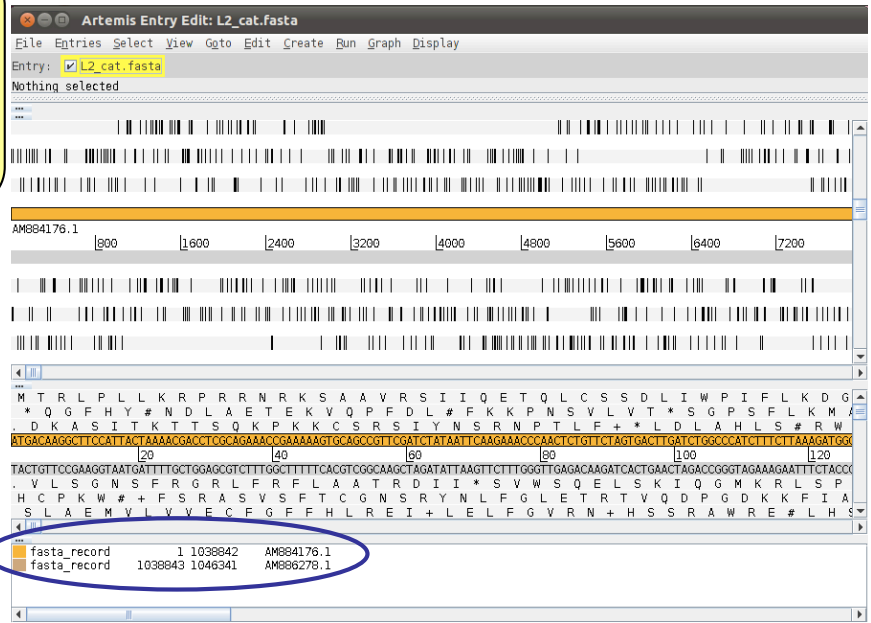 Artemis Entry Edit: L2_cat.fasta
File Entries Select View Goto Edit Create Run Graph Display
Entry: L2_cat.fasta
Nothing selected
AM884176.1
800 1600 2400 3200 4000 4800 5600 6400 7200
M T R L P L L K R P R R N R K S A A V R S I I Q E T Q L C S S D L I W P I F L K D G
* Q G F H Y # N D L A E T E K V Q P F D L # F K K P N S V L V T * S G P S F L K M
. D K A S I T K T T S Q K P K K C S R S I Y N S R N P T L F + * L D L A H L S # R W
ATGACAAGGCTTCCATTACTAAAACGACCTCGCAGAAACCGAAAAAGTGCAGCCGTTCGATCTATAATTCAAGAAACCCAACTCTGTTCTAGTGACTTGATCTGGCCCATCTTTCTTAAAGATGGG
20 40 60 80 100 120
TACTGTTCCGAAGGTAATGATTTTGCTGGAGCGTCTTTGGCTTTTTCACGTCGGCAAGCTAGATATTAAGTTCTTTGGGTTGAGACAAGATCACTGAACTAGACCGGGTAGAAAGAATTTCTACCC
. V L S G N S F R G R L F R F L A A T R D I I * S V W S Q E L S K I Q G M K R L S P
H C P K W # + F S R A S V S F T C G N S R Y N L F G L E T R T V Q D P G D K K F I A
S L A E M V L V V E C F G F F H L R E I + L E L F G V R N + H S S R A W R E # L H
fasta_record 1 1038842 AM884176.1
fasta_record 1038843 1046341 AM886278.1